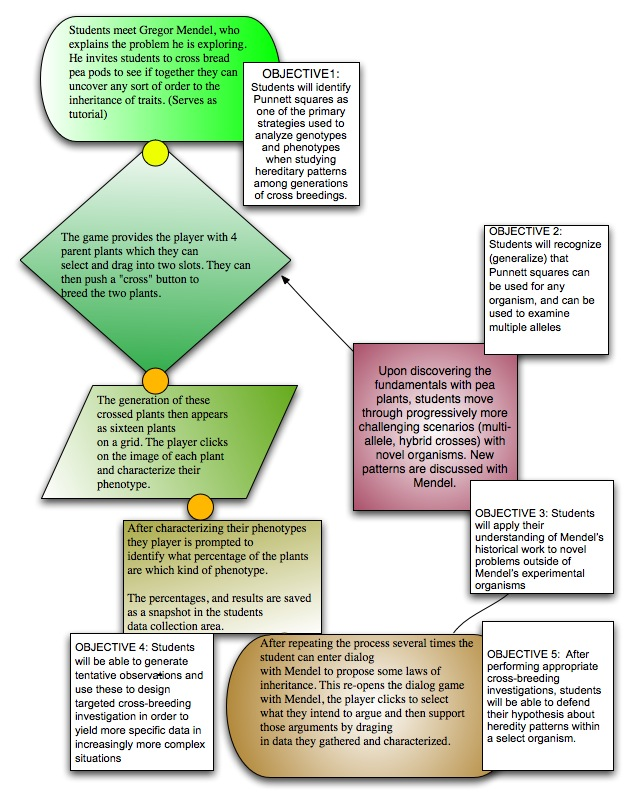 Students meet Gregor Mendel, who
explains the problem he is exploring.
He invites students to cross bread
pea pods to see if together they can
uncover any sort of order to the
inheritance of traits. (Serves as
tutorial)
OBJECTIVE1:
Students will identify
Punnett squares as
one of the primary
strategies used to
analyze genotypes
and phenotypes
when studying
hereditary patterns
among generations
of cross breedings.
The game provides the player with 4
parent plants which they can
select and drag into two slots. They can
then push a "cross" button to
breed the two plants.
OBJECTIVE 2:
Students will recognize
(generalize) that
Punnett squares can
be used for any
organism, and can be
used to examine
multiple alleles
Upon discovering the
fundamentals with pea
plants, students move
through progressively more
challenging scenarios (multi-
allele, hybrid crosses) with
novel organisms. New
patterns are discussed with
Mendel.
The generation of these
crossed plants then appears
as sixteen plants
on a grid. The player clicks
on the image of each plant
and characterize their
phenotype.
OBJECTIVE 3: Students
will apply their
understanding of Mendel's
historical work to novel
problems outside of
Mendel's experimental
organisms
After characterizing their phenotypes
they player is prompted to
identify what percentage of the plants
are which kind of phenotype.
The percentages, and results are saved
as a snapshot in the students
data collection area.
OBJECTIVE 4: Students
will be able to generate
tentative observations and
use these to design
targeted cross-breeding
investigation in order to
yield more specific data in
increasingly more complex
situations
After repeating the process several times the
student can enter dialog
with Mendel to propose some laws of
inheritance. This re-opens the dialog game
with Mendel, the player clicks to select
what they intend to argue and then support
those arguments by draging
in data they gathered and characterized.
OBJECTIVE 5: After
performing appropriate
cross-breeding
investigations, students
will be able to defend
their hypothesis about
heredity patterns within
a select organism.